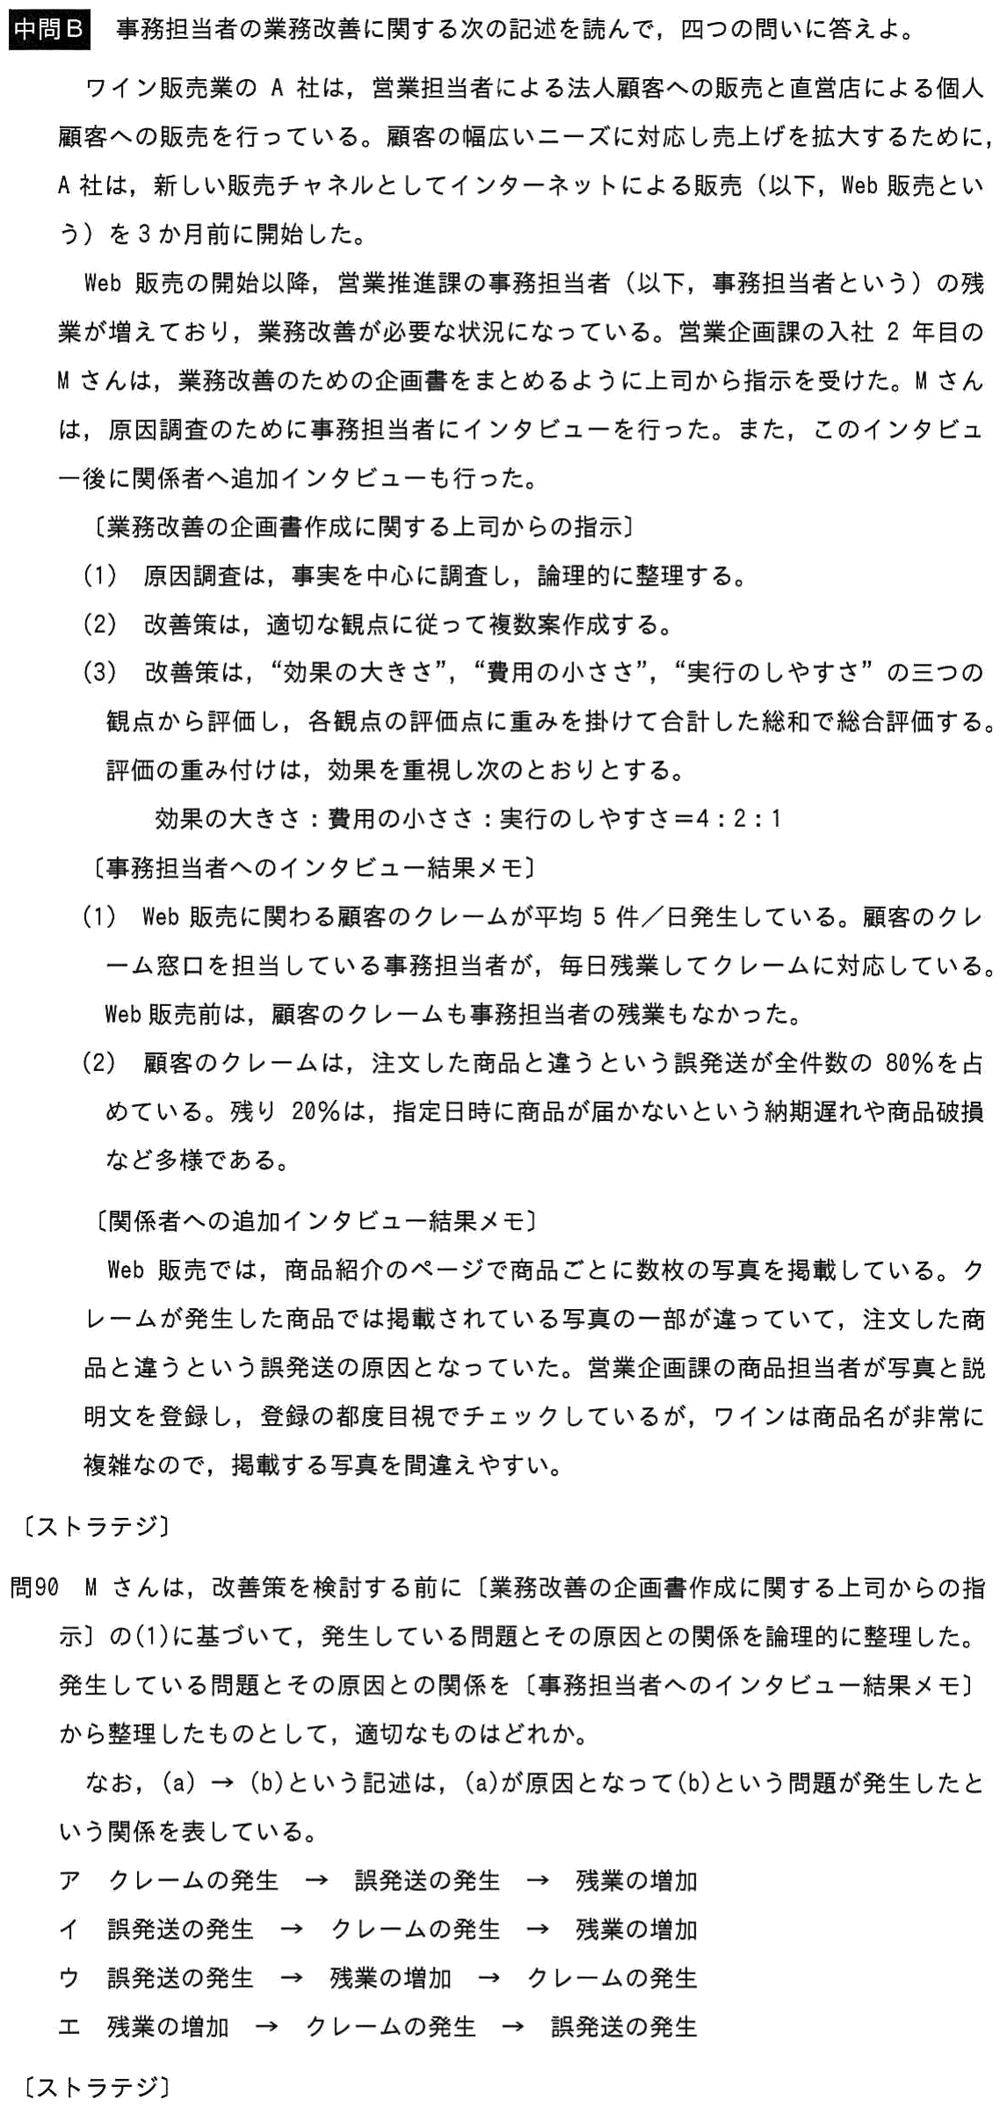 中問B　事務担当者の業務改善に関する次の記述を読んで，四つの問いに答えよ。
ワイン販売業の A 社は，営業担当者による法人顧客への販売と直営店による個人
顧客への販売を行っている。顧客の幅広いニーズに対応し売上げを拡大するために，
A 社は，新しい販売チャネルとしてインターネットによる販売（以下，Web 販売とい
う）を３か月前に開始した。
Web 販売の開始以降，営業推進課の事務担当者（以下，事務担当者という）の残
業が増えており，業務改善が必要な状況になっている。営業企画課の入社 2 年目の
M さんは，業務改善のための企画書をまとめるように上司から指示を受けた。M さん
は，原因調査のために事務担当者にインタビューを行った。また，このインタビュ
ー後に関係者へ追加インタビューも行った。
〔業務改善の企画書作成に関する上司からの指示〕
(1)　原因調査は，事実を中心に調査し，論理的に整理する。
(2)　改善策は，適切な観点に従って複数案作成する。
(3)　改善策は，“効果の大きさ”，“費用の小ささ”，“実行のしやすさ” の三つの
観点から評価し，各観点の評価点に重みを掛けて合計した総和で総合評価する。
評価の重み付けは，効果を重視し次のとおりとする。
効果の大きさ：費用の小ささ：実行のしやすさ＝4：2：1
〔事務担当者へのインタビュー結果メモ〕
(1)　Web 販売に関わる顧客のクレームが平均 5 件／日発生している。顧客のクレ
ーム窓口を担当している事務担当者が，毎日残業してクレームに対応している。
Web 販売前は，顧客のクレームも事務担当者の残業もなかった。
(2)　顧客のクレームは，注文した商品と違うという誤発送が全件数の 80％を占
めている。残り 20％は，指定日時に商品が届かないという納期遅れや商品破損
など多様である。
〔関係者への追加インタビュー結果メモ〕
Web 販売では，商品紹介のページで商品ごとに数枚の写真を掲載している。ク
レームが発生した商品では掲載されている写真の一部が違っていて，注文した商
品と違うという誤発送の原因となっていた。営業企画課の商品担当者が写真と説
明文を登録し，登録の都度目視でチェックしているが，ワインは商品名が非常に
複雑なので，掲載する写真を間違えやすい。
〔ストラテジ〕
問90　M さんは，改善策を検討する前に〔業務改善の企画書作成に関する上司からの指
示〕の(1)に基づいて，発生している問題とその原因との関係を論理的に整理した。
発生している問題とその原因との関係を〔事務担当者へのインタビュー結果メモ〕
から整理したものとして，適切なものはどれか。
なお，(a) → (b)という記述は，(a)が原因となって(b)という問題が発生したと
いう関係を表している。
ア　クレームの発生　→　誤発送の発生　→　残業の増加
イ　誤発送の発生　→　クレームの発生　→　残業の増加
ウ　誤発送の発生　→　残業の増加　→　クレームの発生
エ　残業の増加　→　クレームの発生　→　誤発送の発生
〔ストラテジ〕